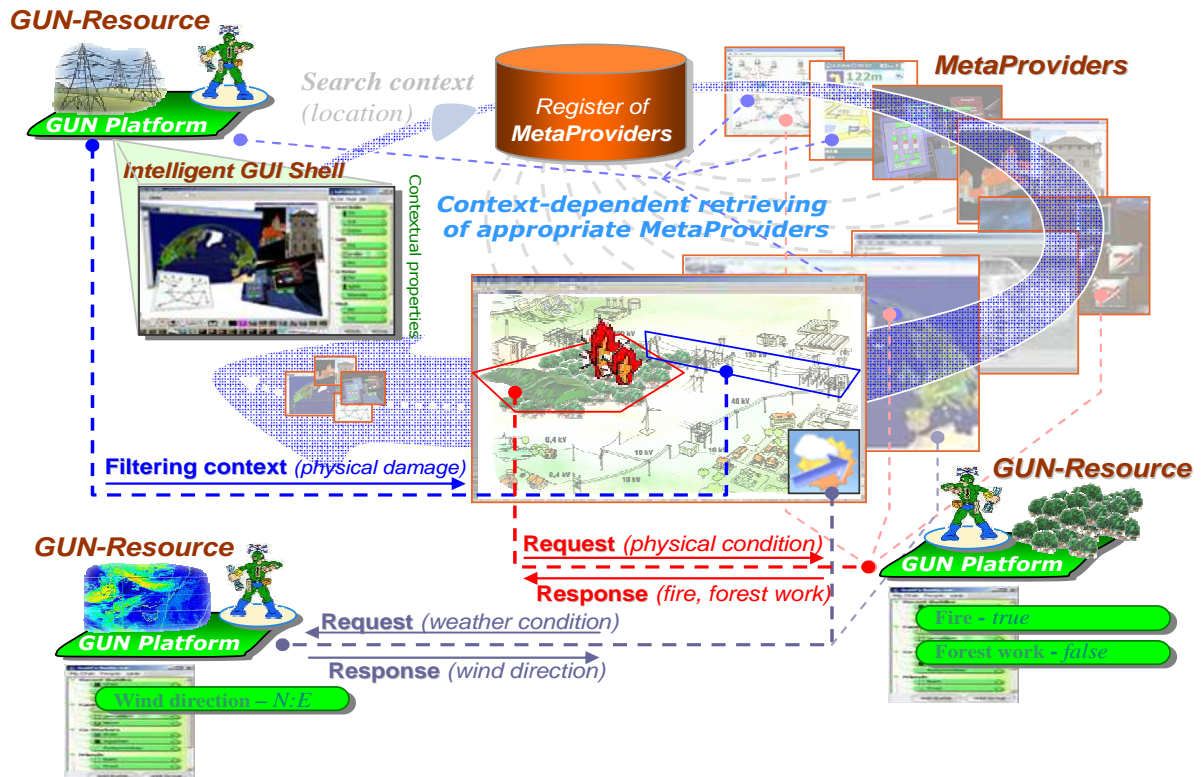 GUN-Resource
Search context
(location)
Register of
MetaProviders
122m
MetaProviders
GUN Platform
Intelligent GUI Shell
Contextual properties
Context-dependent retrieving
of appropriate MetaProviders
130 kV
40 kV
0,4 kV
10 kV
10 kV
0,4 kV
10 kV
Filtering context (physical damage)
GUN-Resource
GUN Platform
Request (physical condition)
Response (fire, forest work)
Fire - true
Forest work - false
GUN-Resource
GUN Platform
Request (weather condition)
Response (wind direction)
Wind direction – N:E